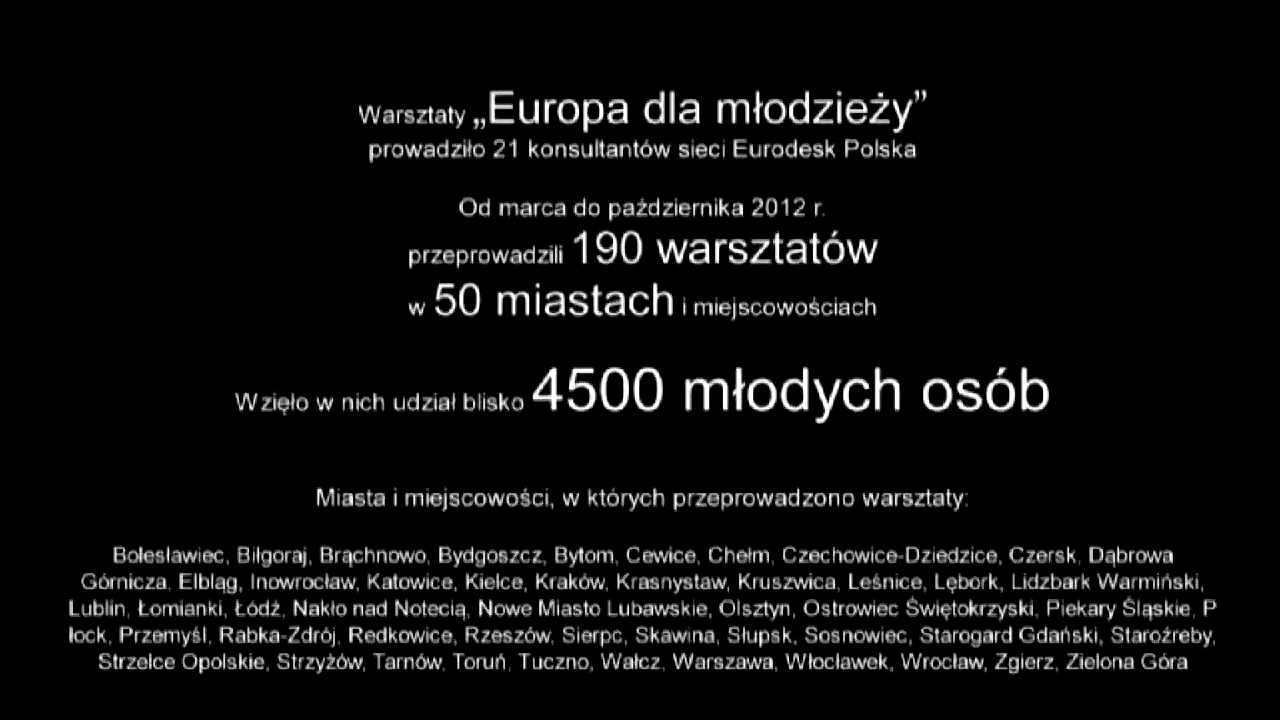 Warsztaty „Europa dla młodzieży”
prowadziło 21 konsultantów sieci Eurodesk Polska
Od marca do października 2012 r.
przeprowadzili 190 warsztatów
w 50 miastach i miejscowościach
Wzięło w nich udział blisko 4500 młodych osób
Miasta i miejscowości, w których przeprowadzono warsztaty:
Bolesławiec, Biłgoraj, Brąchnowo, Bydgoszcz, Bytom, Cewice, Chełm, Czechowice-Dziedzice, Czersk, Dąbrowa
Górnicza, Elbląg, Inowrocław, Katowice, Kielce, Kraków, Krasnystaw, Kruszwica, Leśnice, Lębork, Lidzbark Warmiński,
Lublin, Łomianki, Łódź, Nakło nad Notecią, Nowe Miasto Lubawskie, Olsztyn, Ostrowiec Świętokrzyski, Piekary Śląskie, P
łock, Przemyśl, Rabka-Zdrój, Redkowice, Rzeszów, Sierpc, Skawina, Słupsk, Sosnowiec, Starogard Gdański, Staroźreby,
Strzelce Opolskie, Strzyżów, Tarnów, Toruń, Tuczno, Wałcz, Warszawa, Włocławek, Wrocław, Zgierz, Zielona Góra